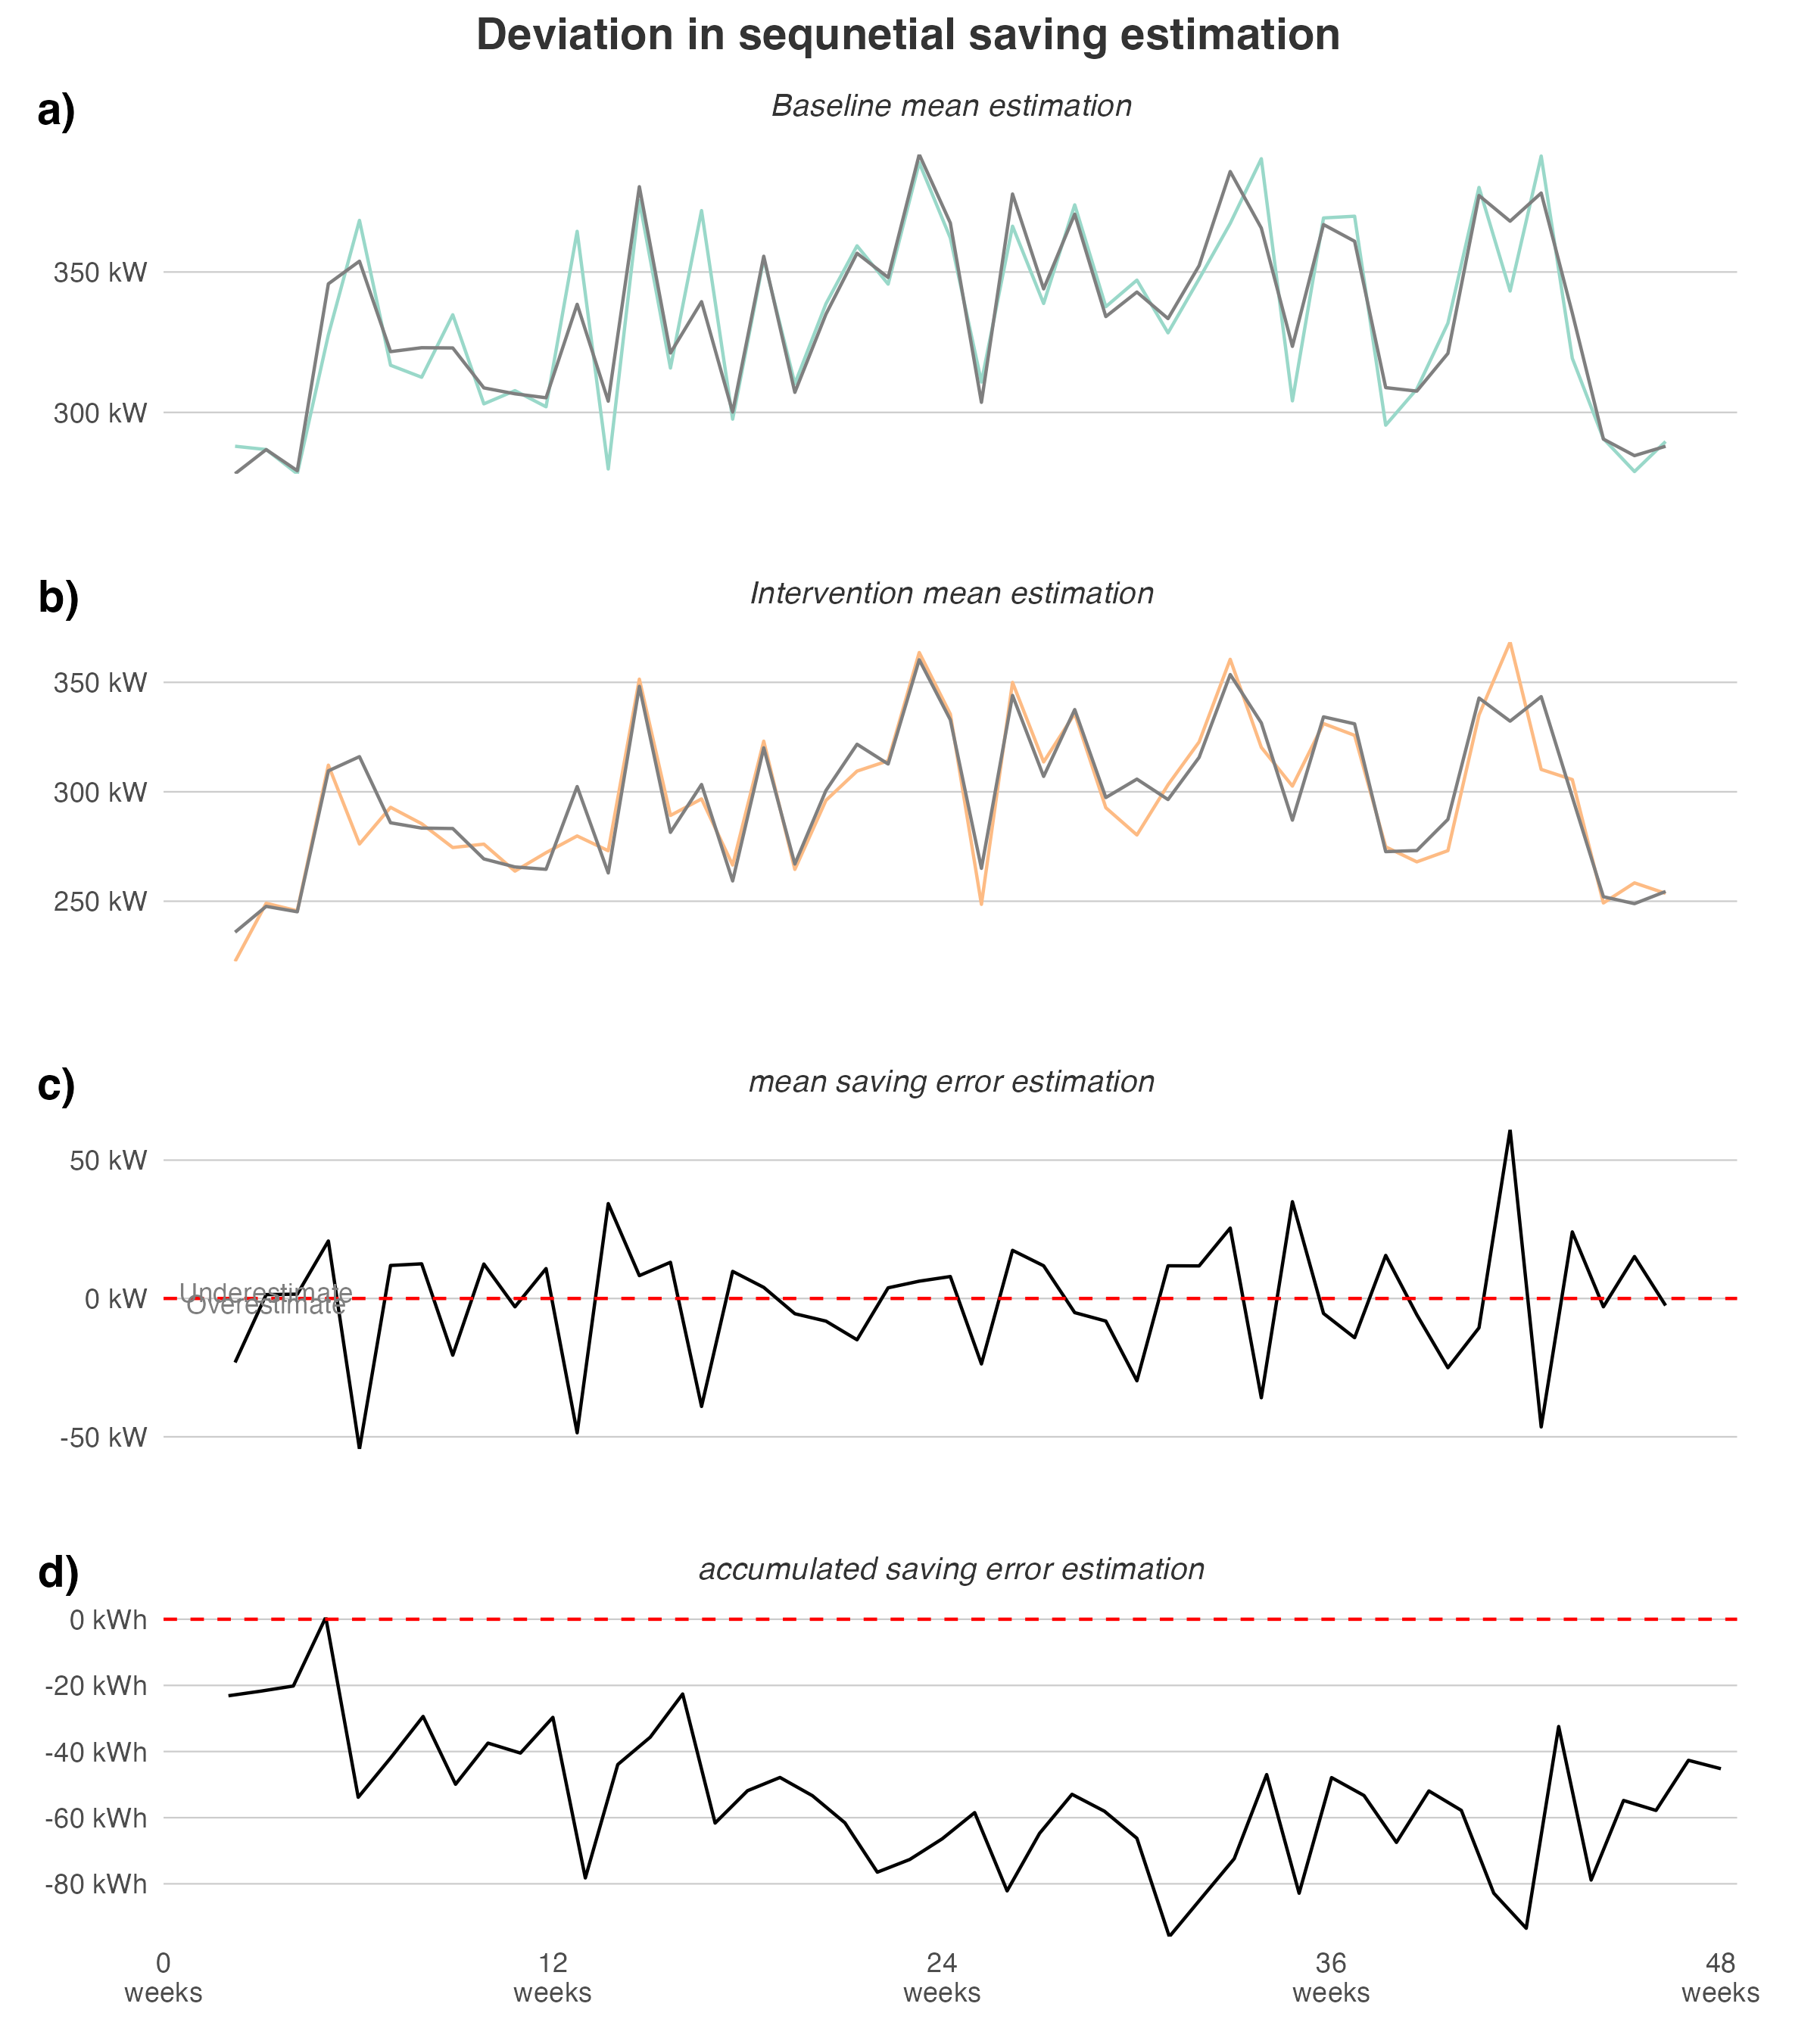 Deviation in sequnetial saving estimation
a)
Baseline mean estimation
350 kW
300 kW
b)
Intervention mean estimation
350 kW
300 kW
250 kW
c)
mean saving error estimation
50 kW
Underestimate
0 kW
Overestimate
-50 kW
d)
accumulated saving error estimation
0 kWh
-20 kWh
-40 kWh
-60 kWh
-80 kWh
0 12 24 36 48
weeks weeks weeks weeks weeks